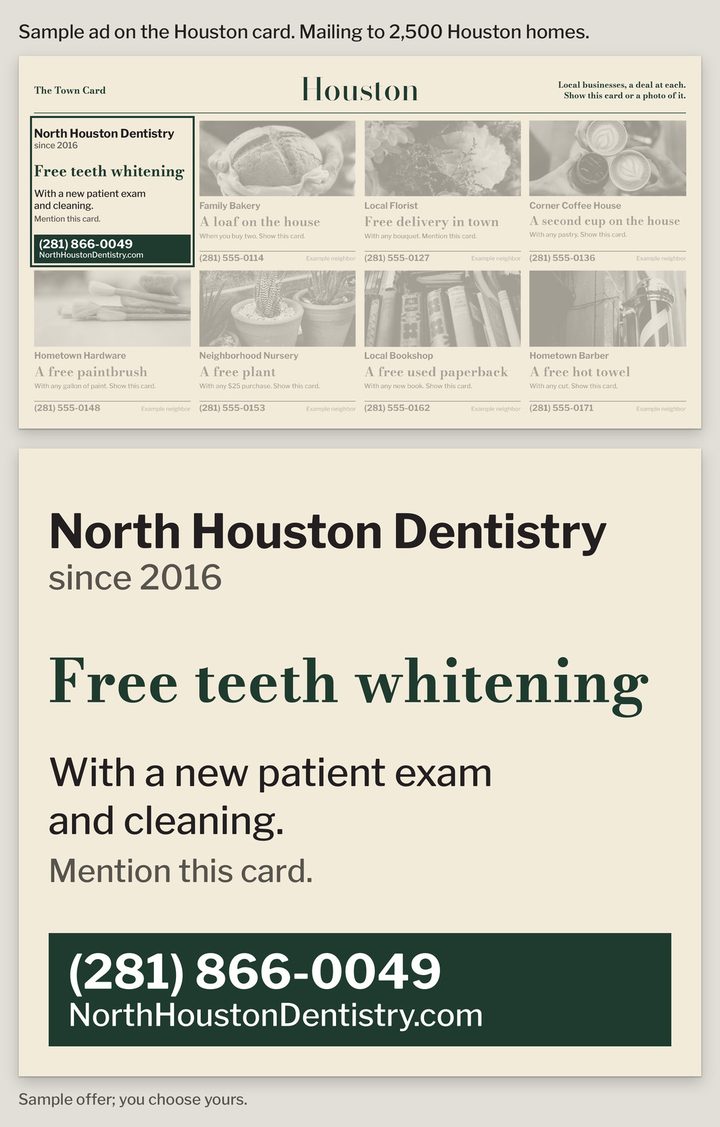 Sample ad on the Houston card. Mailing to 2,500 Houston homes.
The Town Card
Houston
Local businesses, a deal at each.
Show this card or a photo of it.
North Houston Dentistry
since 2016
Free teeth whitening
With a new patient exam
and cleaning.
Mention this card.
(281) 866-0049
NorthHoustonDentistry.com
Family Bakery
A loaf on the house
When you buy two. Show this card.
(281) 555-0114
Example neighbor
Local Florist
Free delivery in town
With any bouquet. Mention this card.
(281) 555-0127
Example neighbor
Corner Coffee House
A second cup on the house
With any pastry. Show this card.
(281) 555-0136
Example neighbor
Hometown Hardware
A free paintbrush
With any gallon of paint. Show this card.
(281) 555-0148
Example neighbor
Neighborhood Nursery
A free plant
With any $25 purchase. Show this card.
(281) 555-0153
Example neighbor
Local Bookshop
A free used paperback
With any new book. Show this card.
(281) 555-0162
Example neighbor
Hometown Barber
A free hot towel
With any cut. Show this card.
(281) 555-0171
Example neighbor
North Houston Dentistry
since 2016
Free teeth whitening
With a new patient exam
and cleaning.
Mention this card.
(281) 866-0049
NorthHoustonDentistry.com
Sample offer; you choose yours.